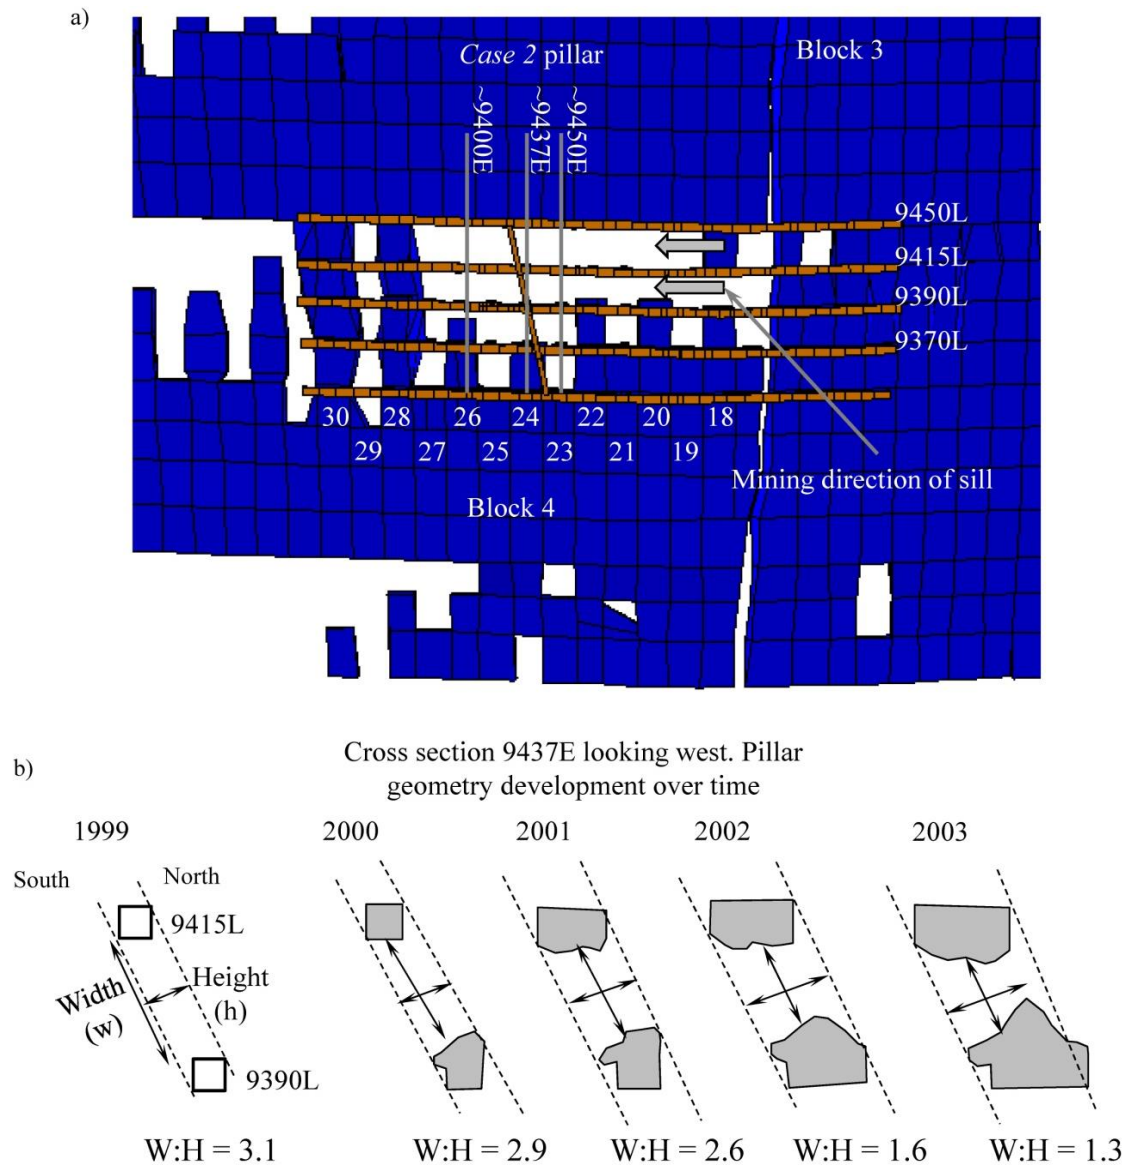 a)
Case 2 pillar
Block 3
~9400E
~9437E
~9450E
9450L
9415L
9390L
9370L
30 28 26 24 22 20 18
29 27 25 23 21 19
Mining direction of sill
Block 4
b)
Cross section 9437E looking west. Pillar
geometry development over time
1999 2000 2001 2002 2003
South North
9415L
Height
(h)
Width
(w)
9390L
W:H = 3.1 W:H = 2.9 W:H = 2.6 W:H = 1.6 W:H = 1.3